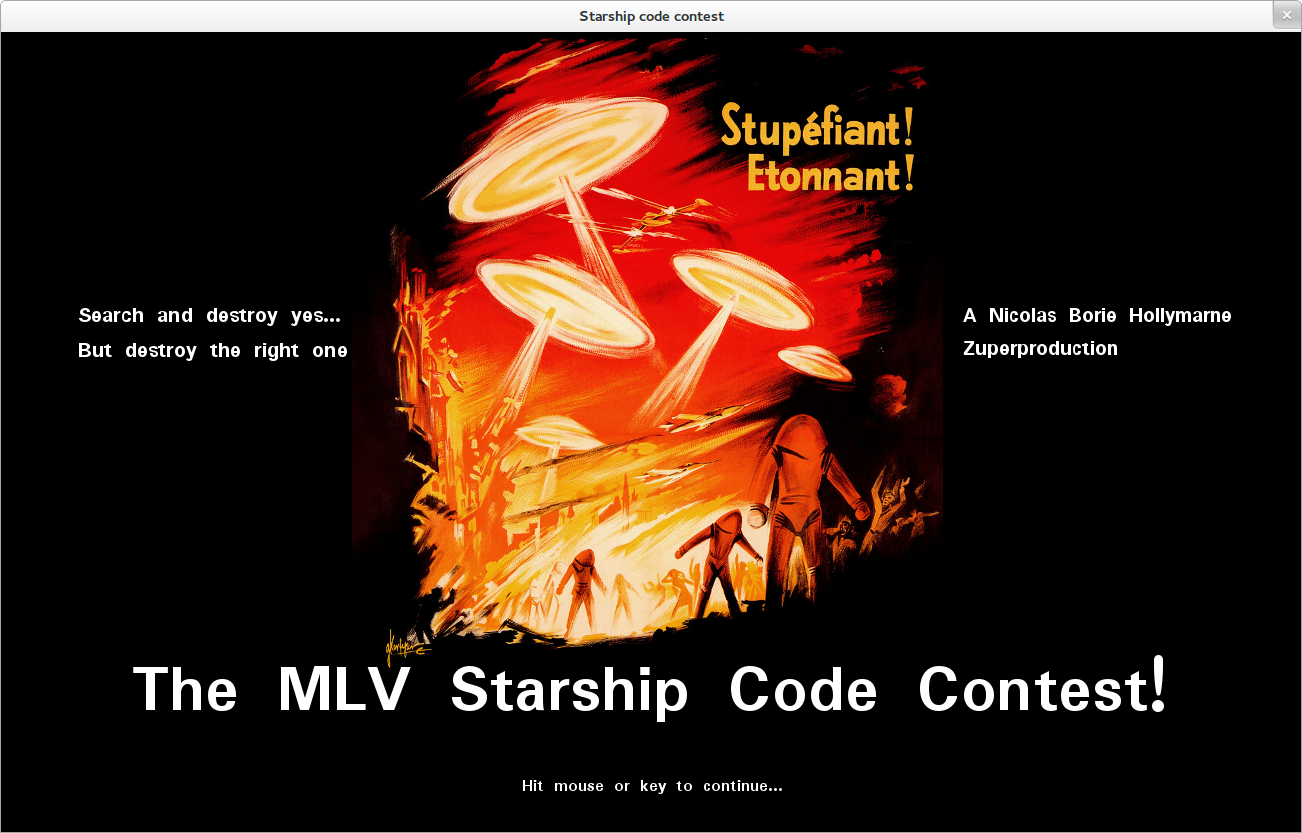 Starship code contest
Stupéfiant!
Etonnant!
Search and destroy yes...
But destroy the right one
A Nicolas Borie Hollymarne
Zuperproduction
The MLV Starship Code Contest!
Hit mouse or key to continue...